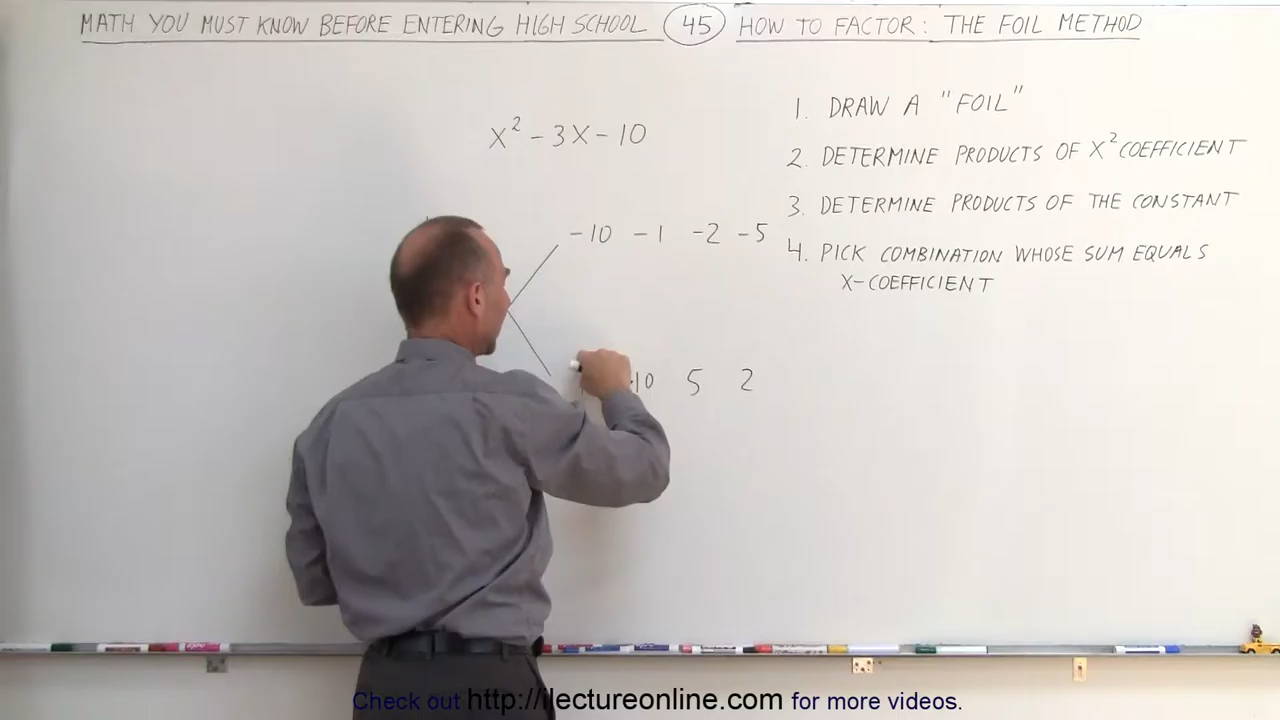 MATH YOU MUST KNOW BEFORE ENTERING HIGH SCHOOL 45 HOW TO FACTOR: THE FOIL METHOD
x² - 3x - 10
-10 -1 -2 -5
10 5 2
1. DRAW A "FOIL"
2. DETERMINE PRODUCTS OF X² COEFFICIENT
3. DETERMINE PRODUCTS OF THE CONSTANT
4. PICK COMBINATION WHOSE SUM EQUALS
X-COEFFICIENT
Check out http://ilectureonline.com for more videos.